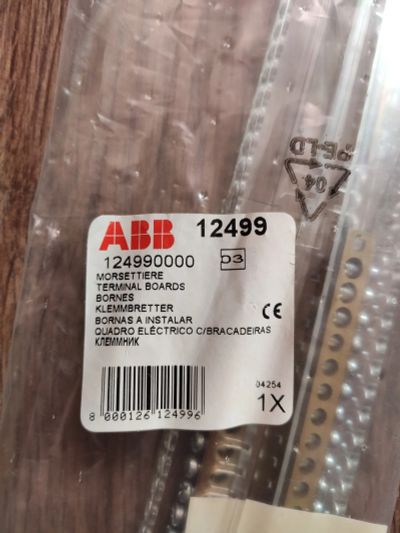 PE-LD
04
ABB 12499
124990000 D3
MORSETTIERE
TERMINAL BOARDS
BORNES
KLEMMBRETTER
BORNAS A INSTALAR
QUADRO ELÉCTRICO C/BRACADEIRAS
КЛЕММНИК
CE
04254
8 000126 124996
1X